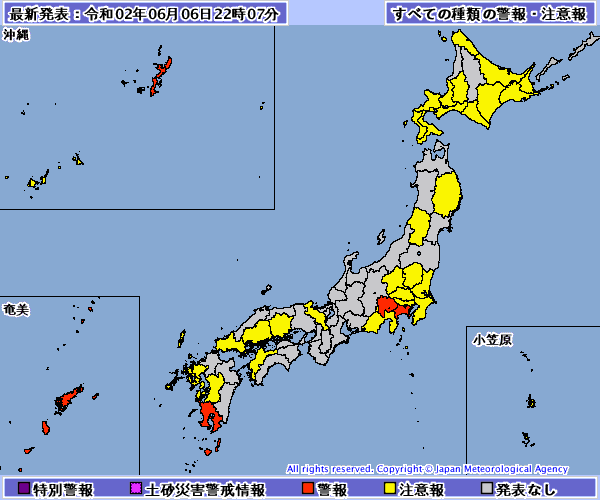 最新発表：令和02年06月06日22時07分
すべての種類の警報・注意報
沖縄
奄美
小笠原
All rights reserved. Copyright © Japan Meteorological Agency
特別警報 土砂災害警戒情報 警報 注意報 発表なし